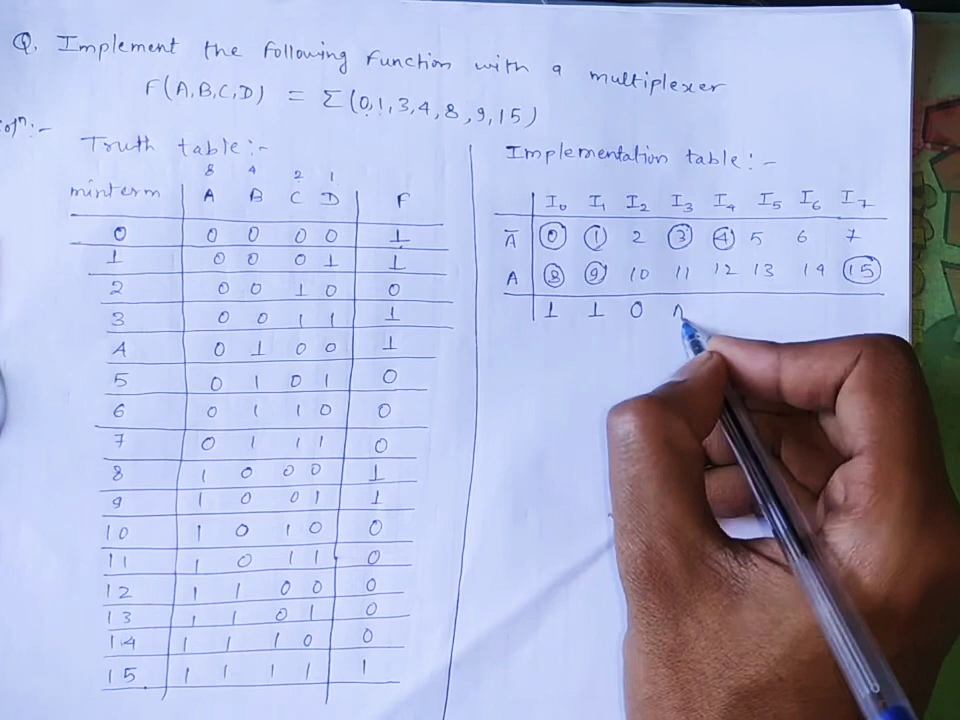 Q. Implement the following function with a multiplexer
F(A,B,C,D) = Σ(0,1,3,4,8,9,15)
Truth table:-
8 4 2 1
minterm A B C D F
0 0 0 0 0 1
1 0 0 0 1 1
2 0 0 1 0 0
3 0 0 1 1 1
4 0 1 0 0 1
5 0 1 0 1 0
6 0 1 1 0 0
7 0 1 1 1 0
8 1 0 0 0 1
9 1 0 0 1 1
10 1 0 1 0 0
11 1 0 1 1 0
12 1 1 0 0 0
13 1 1 0 1 0
14 1 1 1 0 0
15 1 1 1 1 1
Implementation table:-
I₀ I₁ I₂ I₃ I₄ I₅ I₆ I₇
Ā 0 1 2 3 4 5 6 7
A 8 9 10 11 12 13 14 15
1 1 0